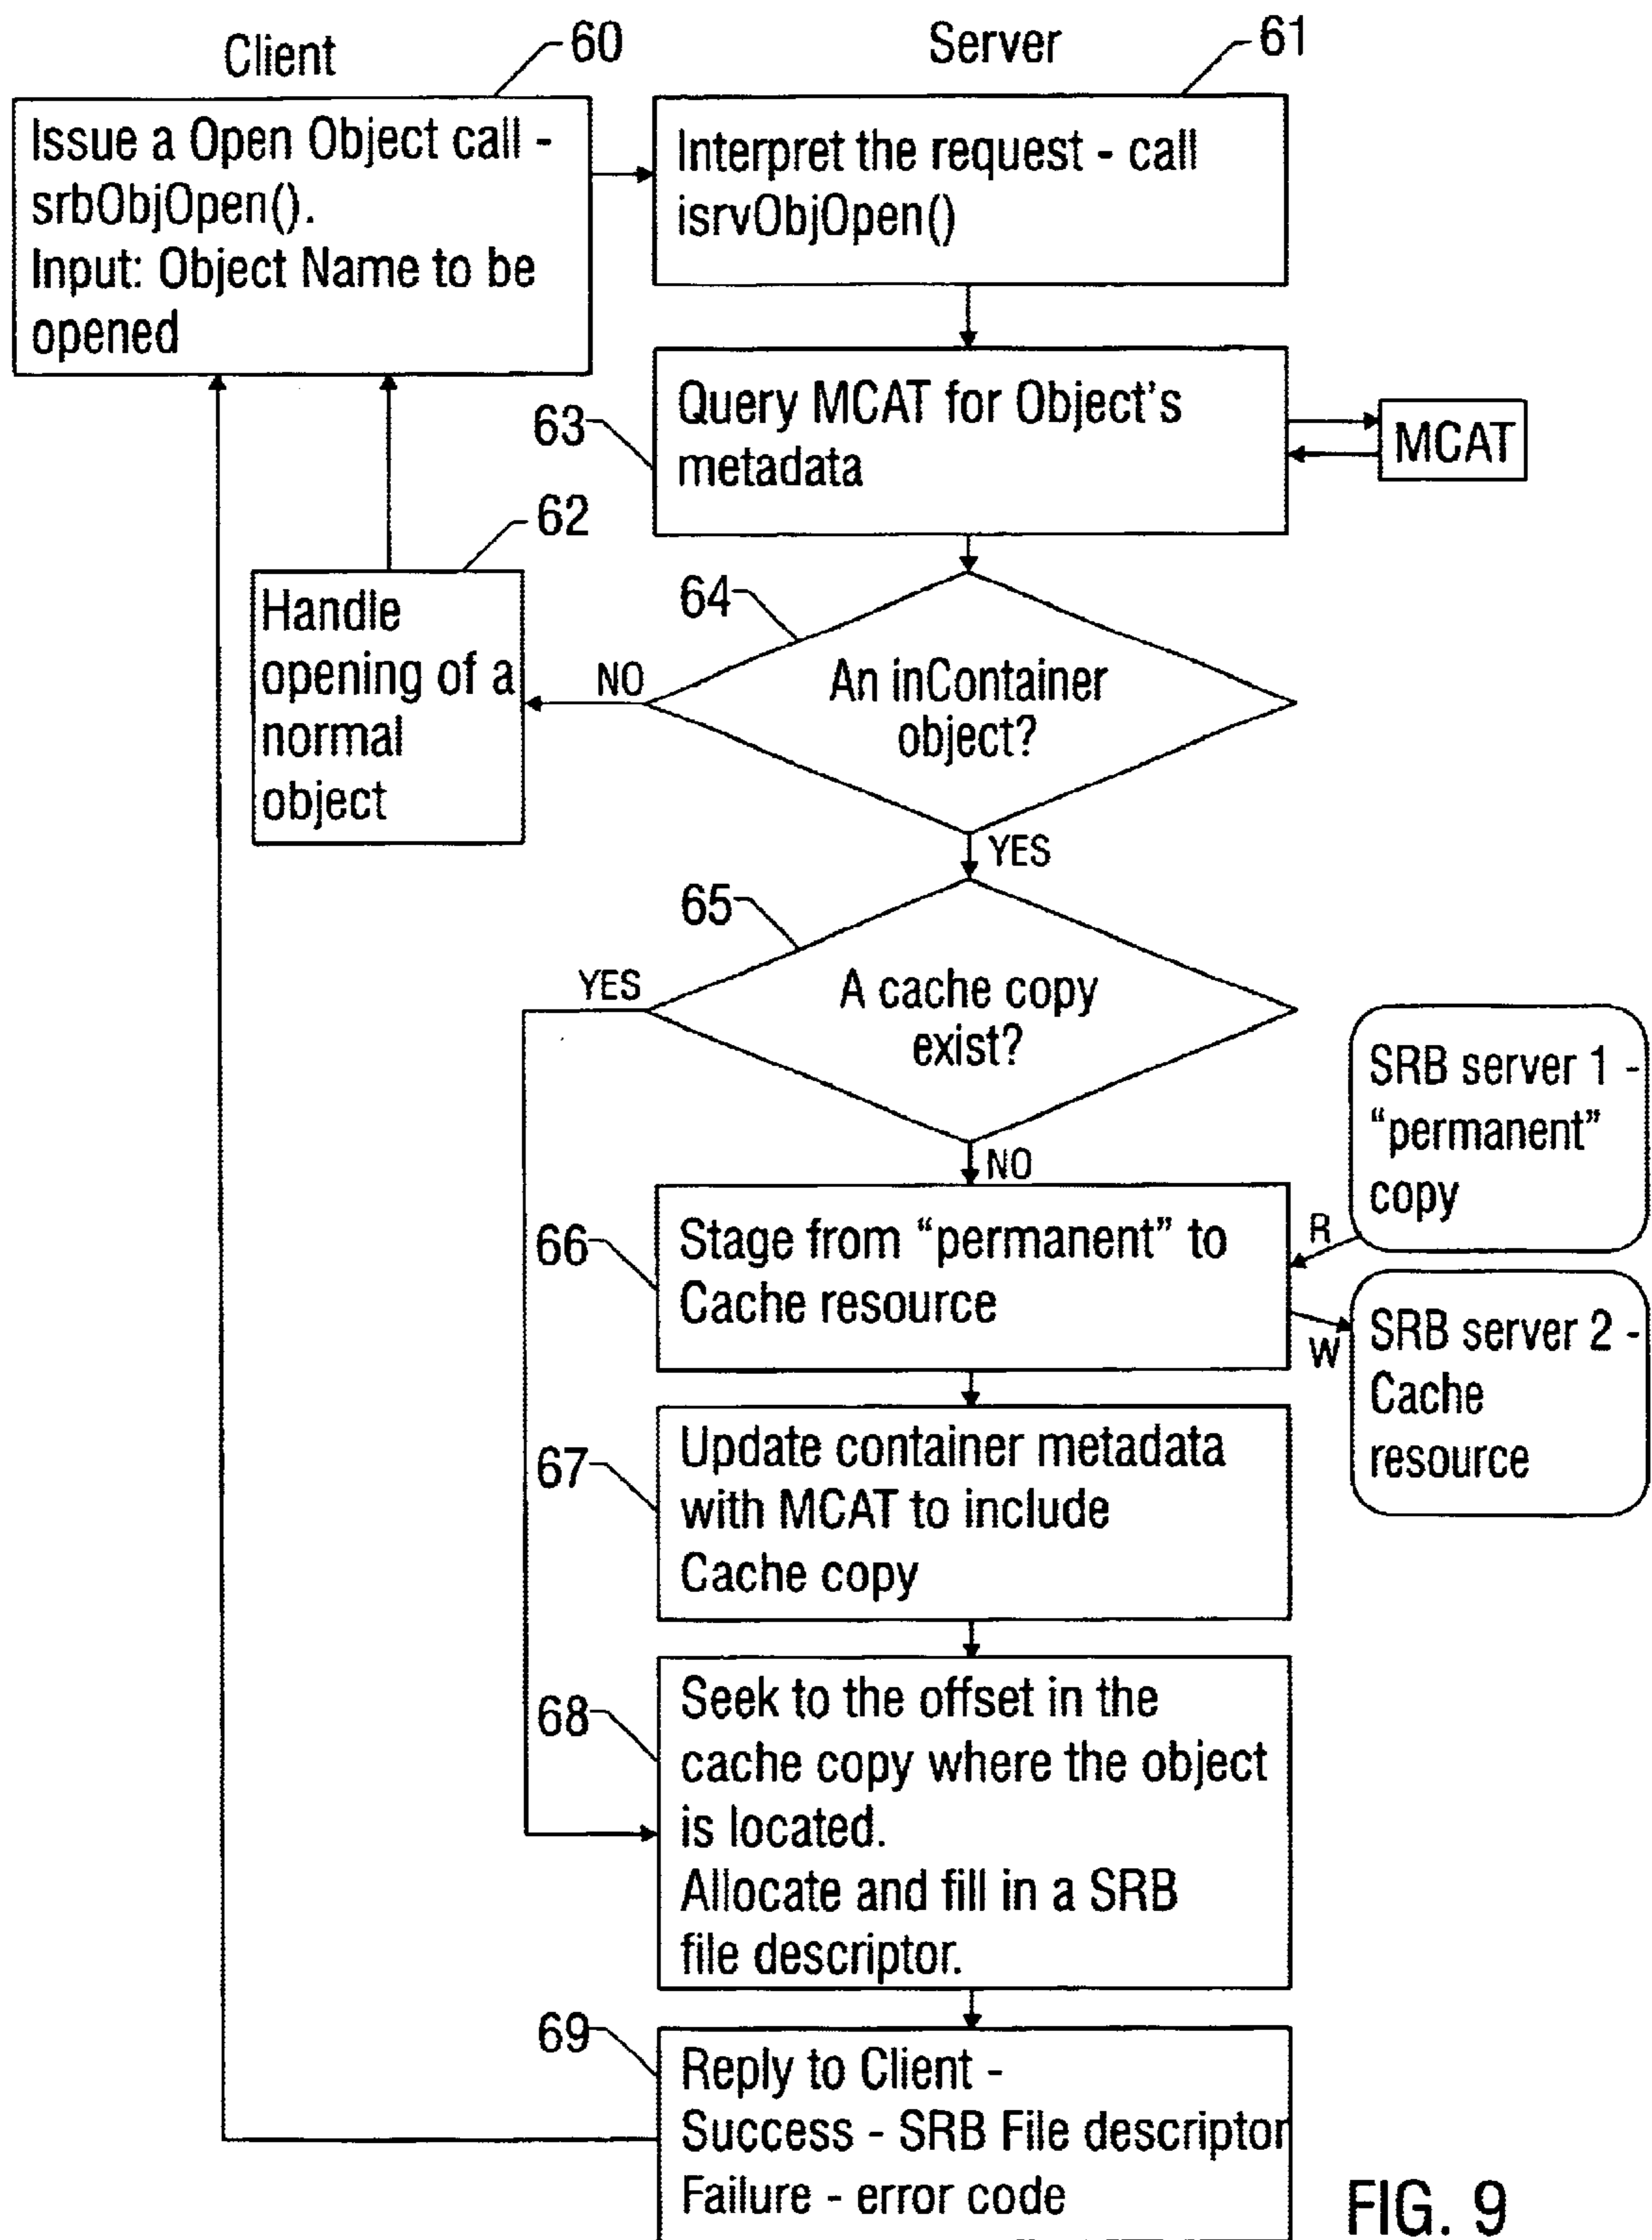 Client
60
Server
61
Issue a Open Object call -
srbObjOpen().
Input: Object Name to be
opened
Interpret the request - call
isrvObjOpen()
63
Query MCAT for Object's
metadata
MCAT
62
Handle
opening of a
normal
object
64
NO
An inContainer
object?
YES
65
YES
A cache copy
exist?
NO
SRB server 1 -
“permanent”
copy
66
Stage from “permanent” to
Cache resource
R
W
SRB server 2 -
Cache
resource
67
Update container metadata
with MCAT to include
Cache copy
68
Seek to the offset in the
cache copy where the object
is located.
Allocate and fill in a SRB
file descriptor.
69
Reply to Client -
Success - SRB File descriptor
Failure - error code
FIG. 9